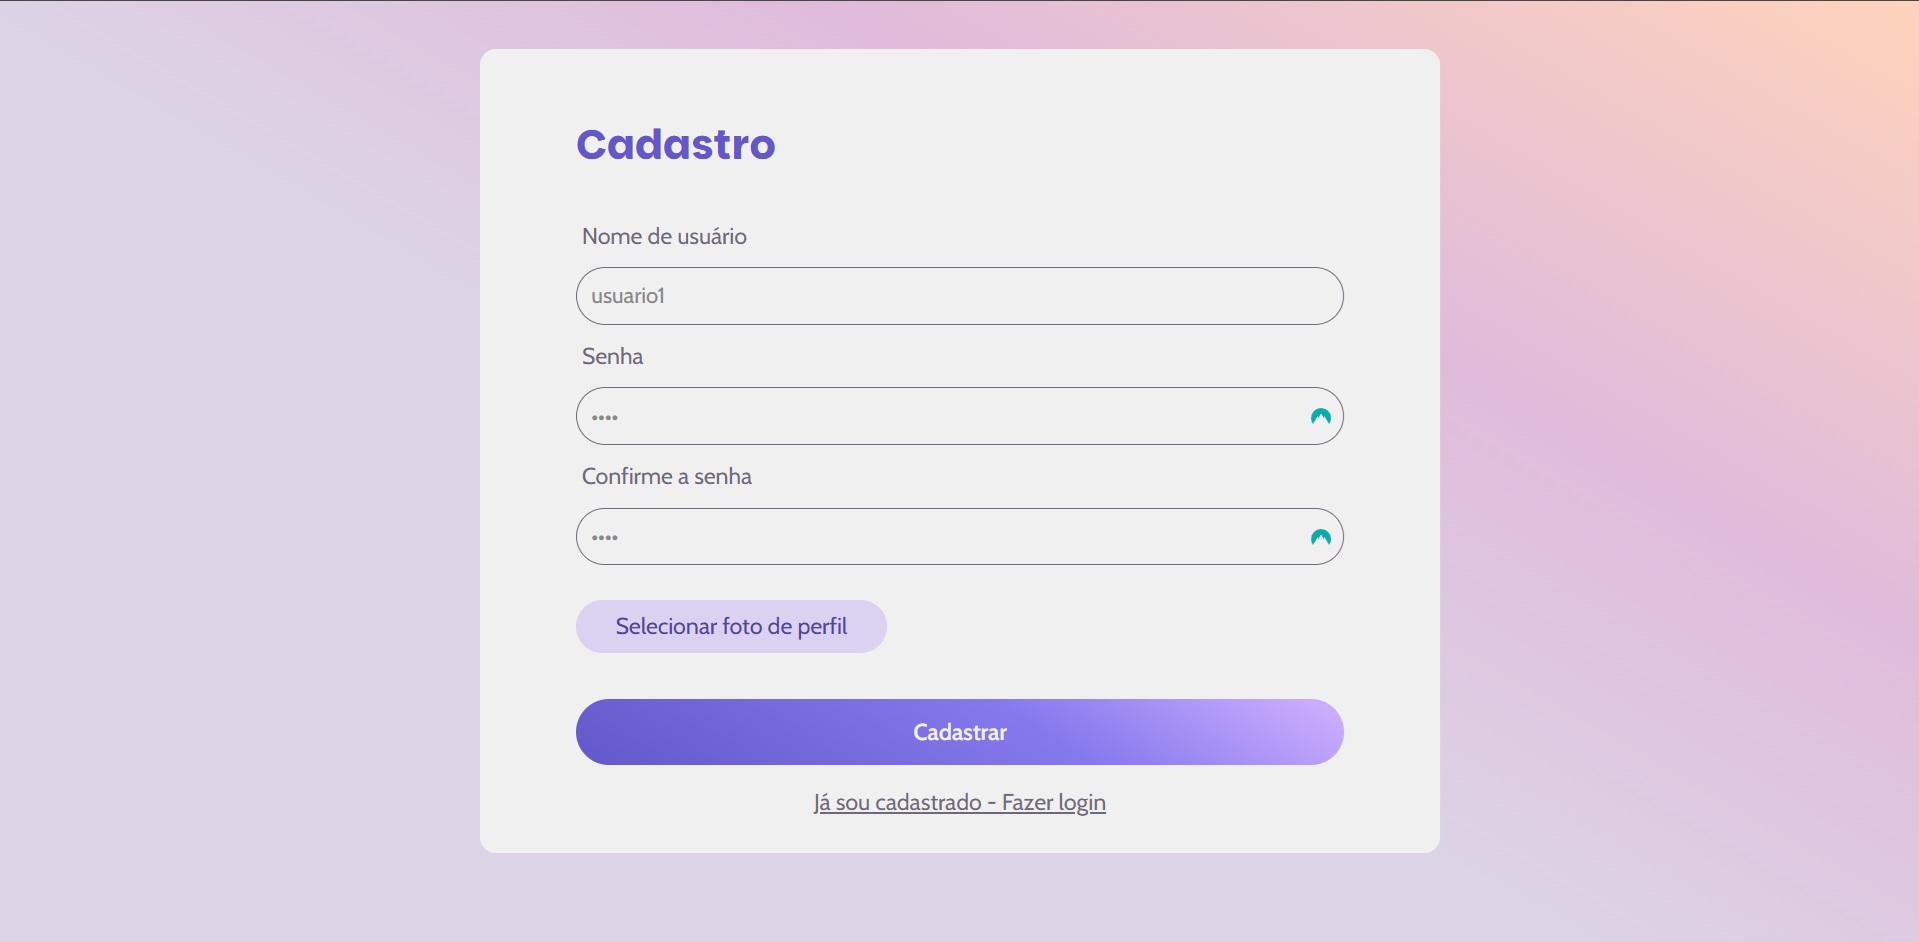 Cadastro
Nome de usuário
usuario1
Senha
••••
Confirme a senha
••••
Selecionar foto de perfil
Cadastrar
Já sou cadastrado - Fazer login